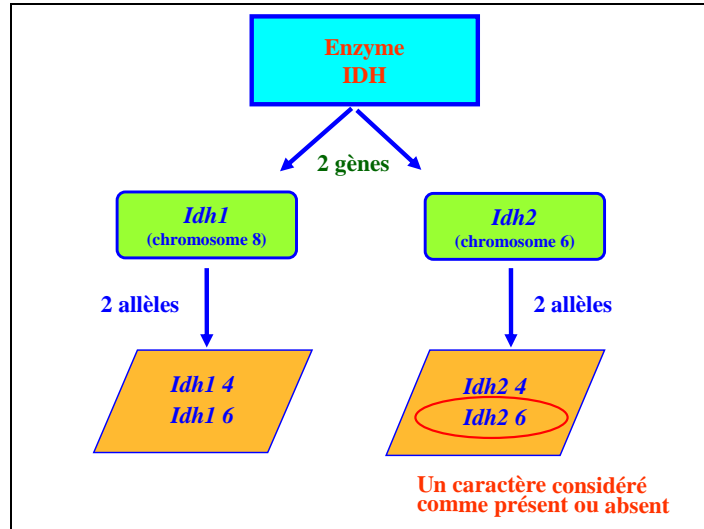 Enzyme
IDH
2 gènes
Idh1
(chromosome 8)
Idh2
(chromosome 6)
2 allèles
2 allèles
Idh1 4
Idh1 6
Idh2 4
Idh2 6
Un caractère considéré
comme présent ou absent